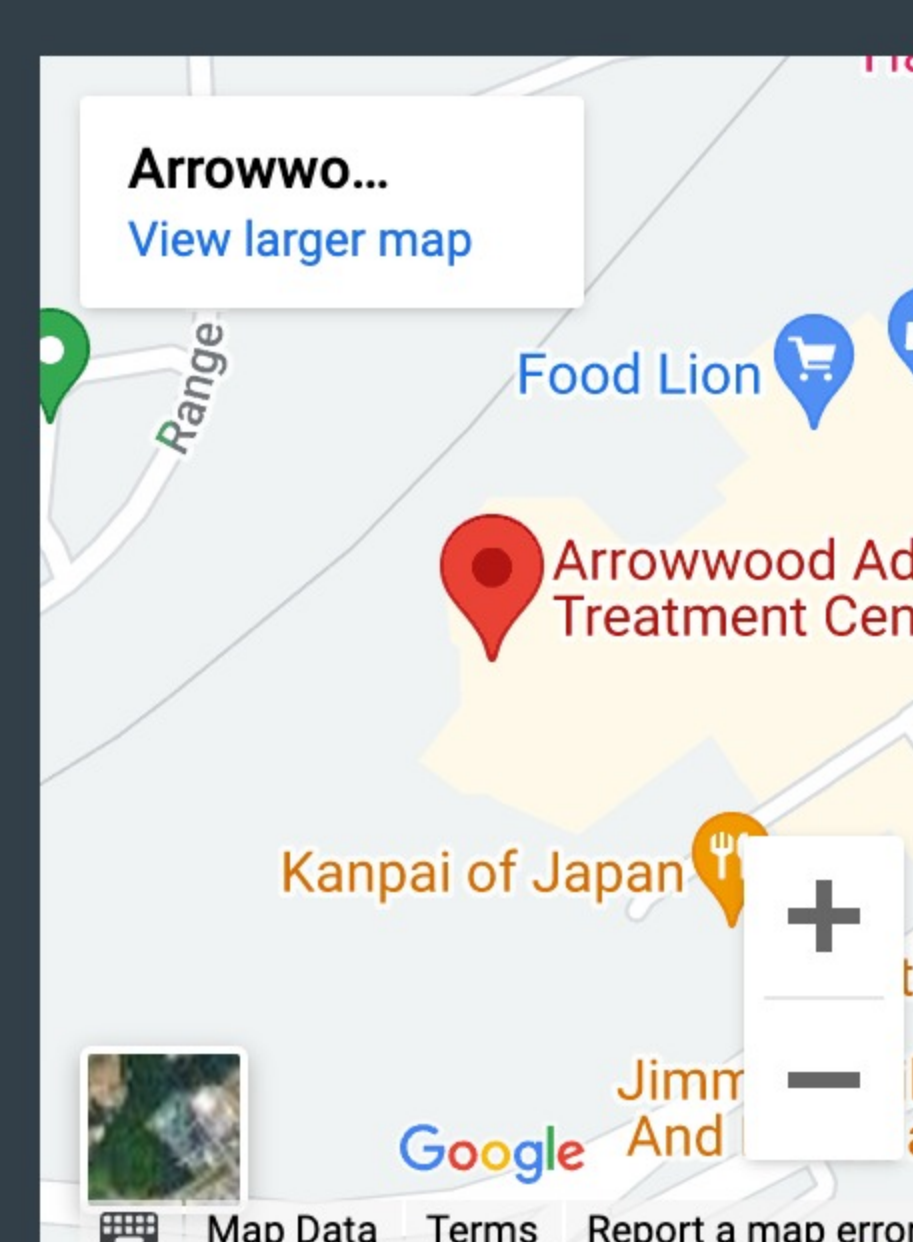 Arrowwo...
View larger map
Range
Food Lion
Arrowwood Ad
Treatment Cen
Kanpai of Japan
Jimm
And
Google
Map Data
Terms
Report a map error